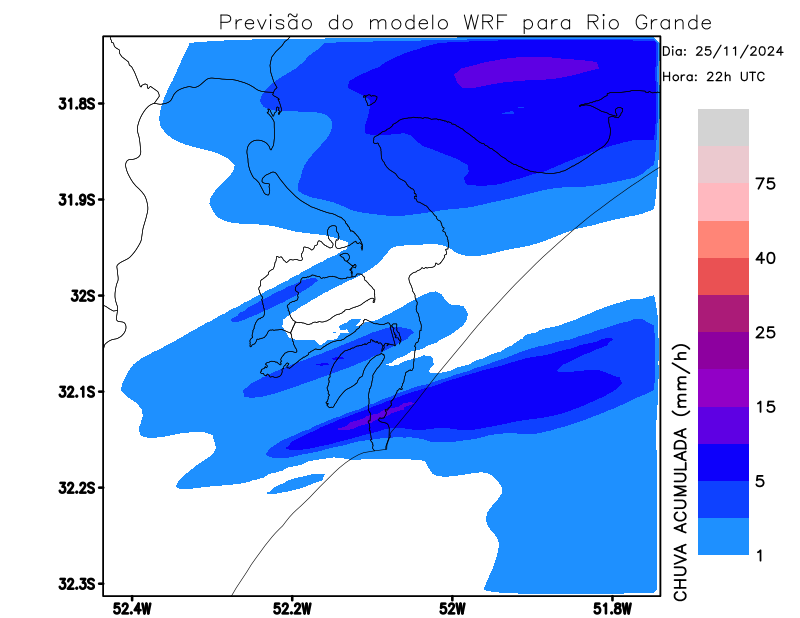 Previsão do modelo WRF para Rio Grande
Dia: 25/11/2024
Hora: 22h UTC
31.8S
31.9S
32S
32.1S
32.2S
32.3S
52.4W
52.2W
52W
51.8W
75
40
25
15
5
1
CHUVA ACUMULADA (mm/h)